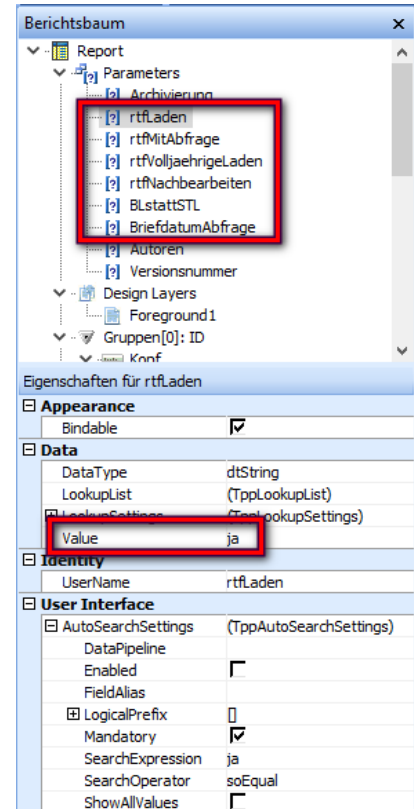 Berichtsbaum x
Report
Parameters
[?] Archivierung
[?] rtfLaden
[?] rtfMitAbfrage
[?] rtfVolljaehrigeLaden
[?] rtfNachbearbeiten
[?] BLstattSTL
[?] BriefdatumAbfrage
[?] Autoren
[?] Versionsnummer
Design Layers
Foreground1
Gruppen[0]: ID
Kopf
Eigenschaften für rtfLaden
Appearance
Bindable
Data
DataType dtString
LookupList (TppLookupList)
LookupSettings (TppLookupSettings)
Value ja
Identity
UserName rtfLaden
User Interface
AutoSearchSettings (TppAutoSearchSettings)
DataPipeline
Enabled
FieldAlias
LogicalPrefix []
Mandatory
SearchExpression ja
SearchOperator soEqual
ShowAllValues